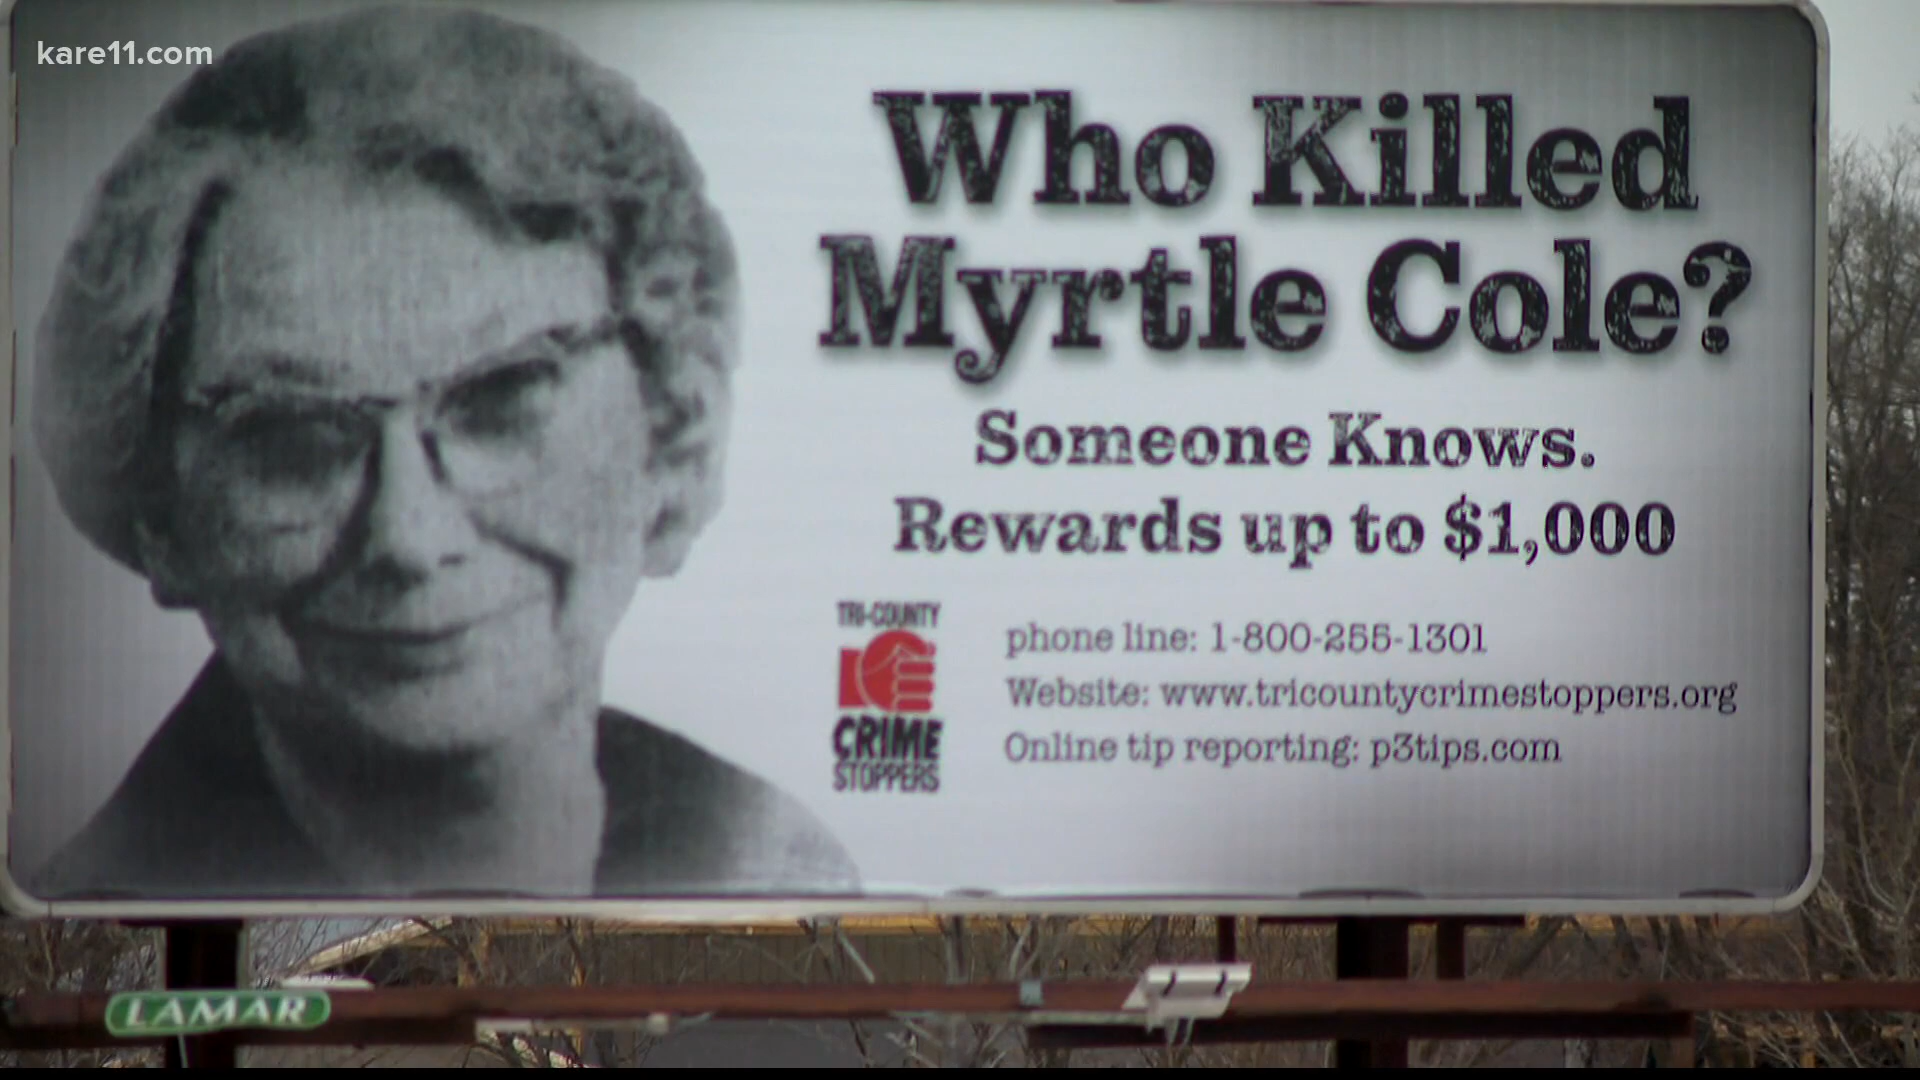 kare11.com
Who Killed
Myrtle Cole?
Someone Knows.
Rewards up to $1,000
TRI-COUNTY
CRIME
STOPPERS
phone line: 1-800-255-1301
Website: www.tricountycrimestoppers.org
Online tip reporting: p3tips.com
LAMAR